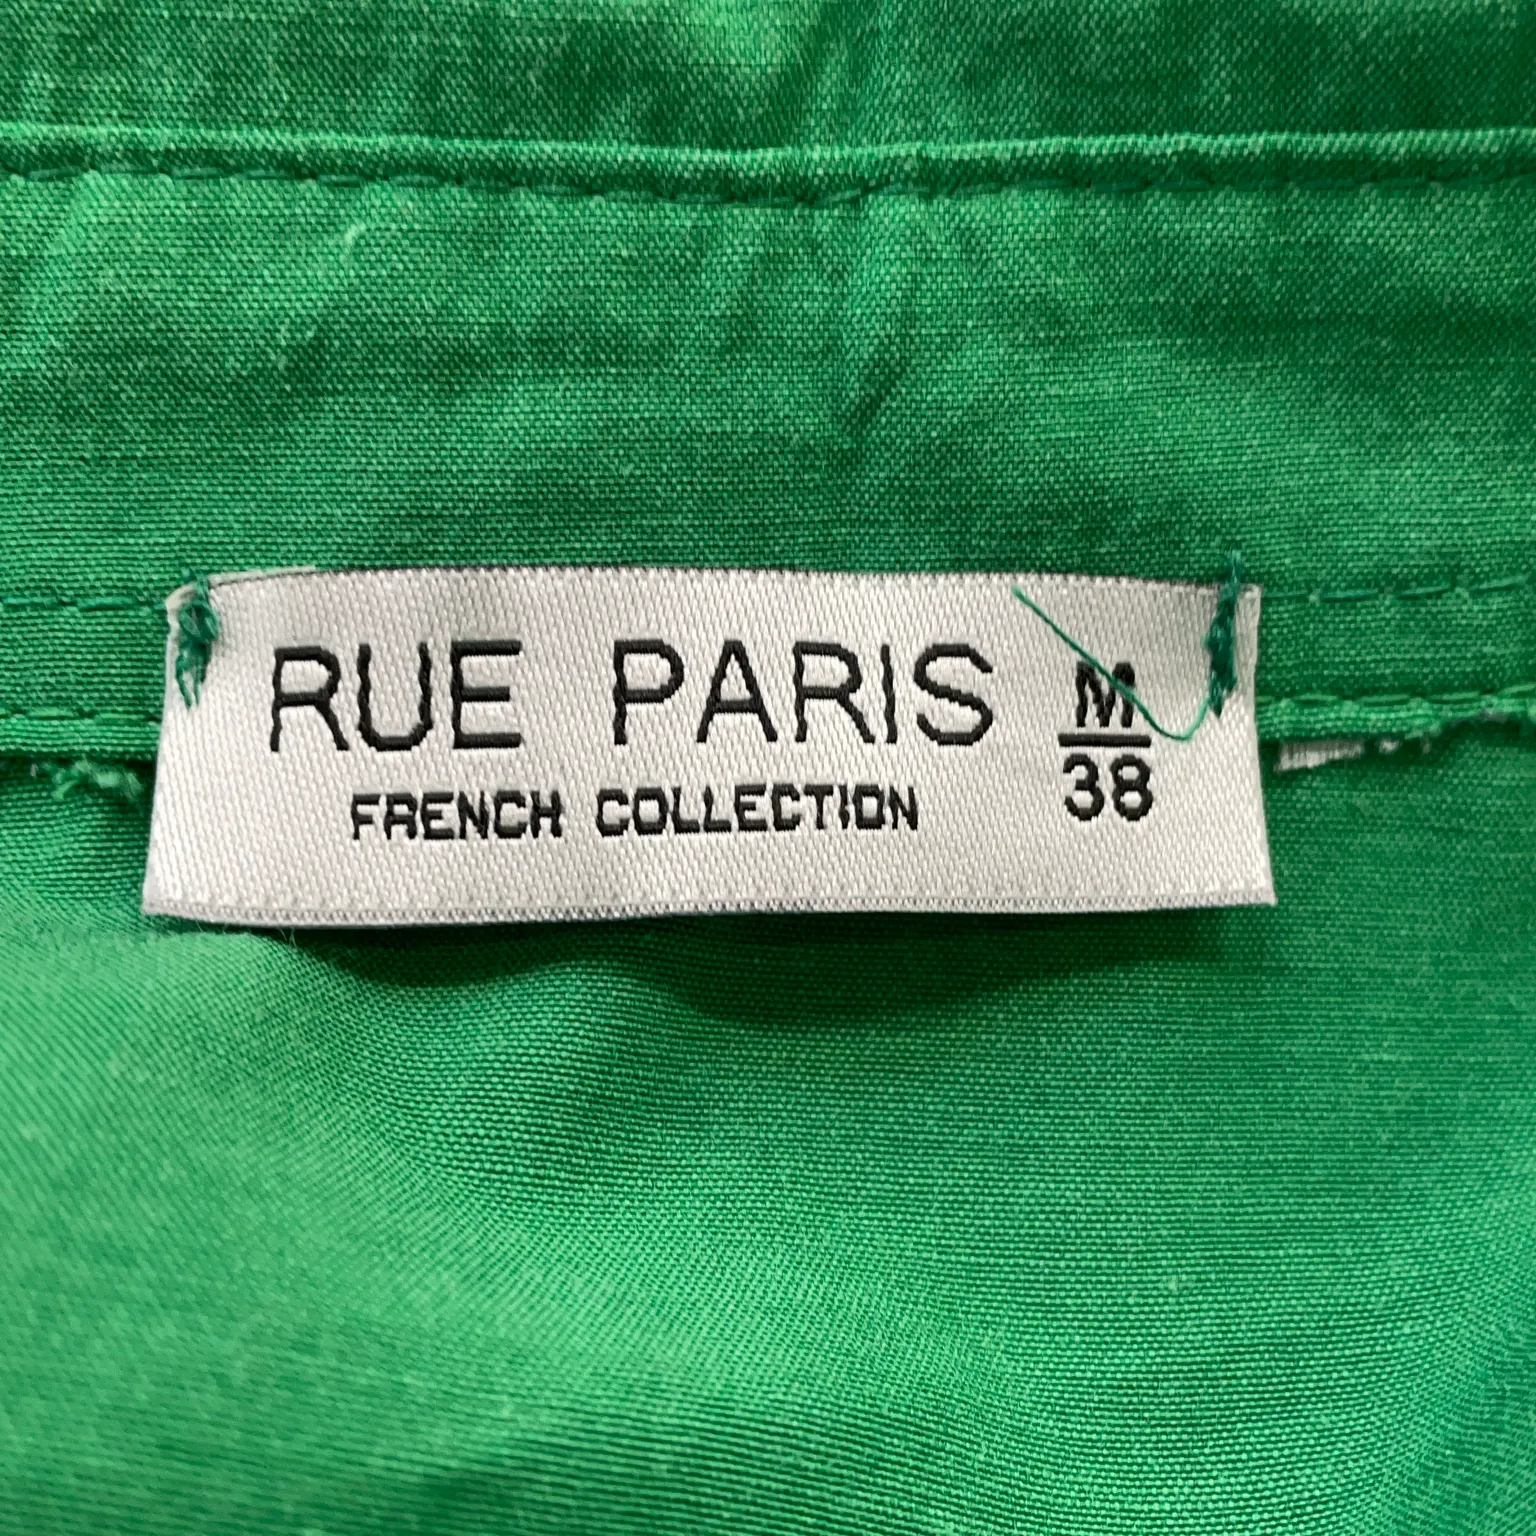 RUE PARIS
FRENCH COLLECTION
M
38